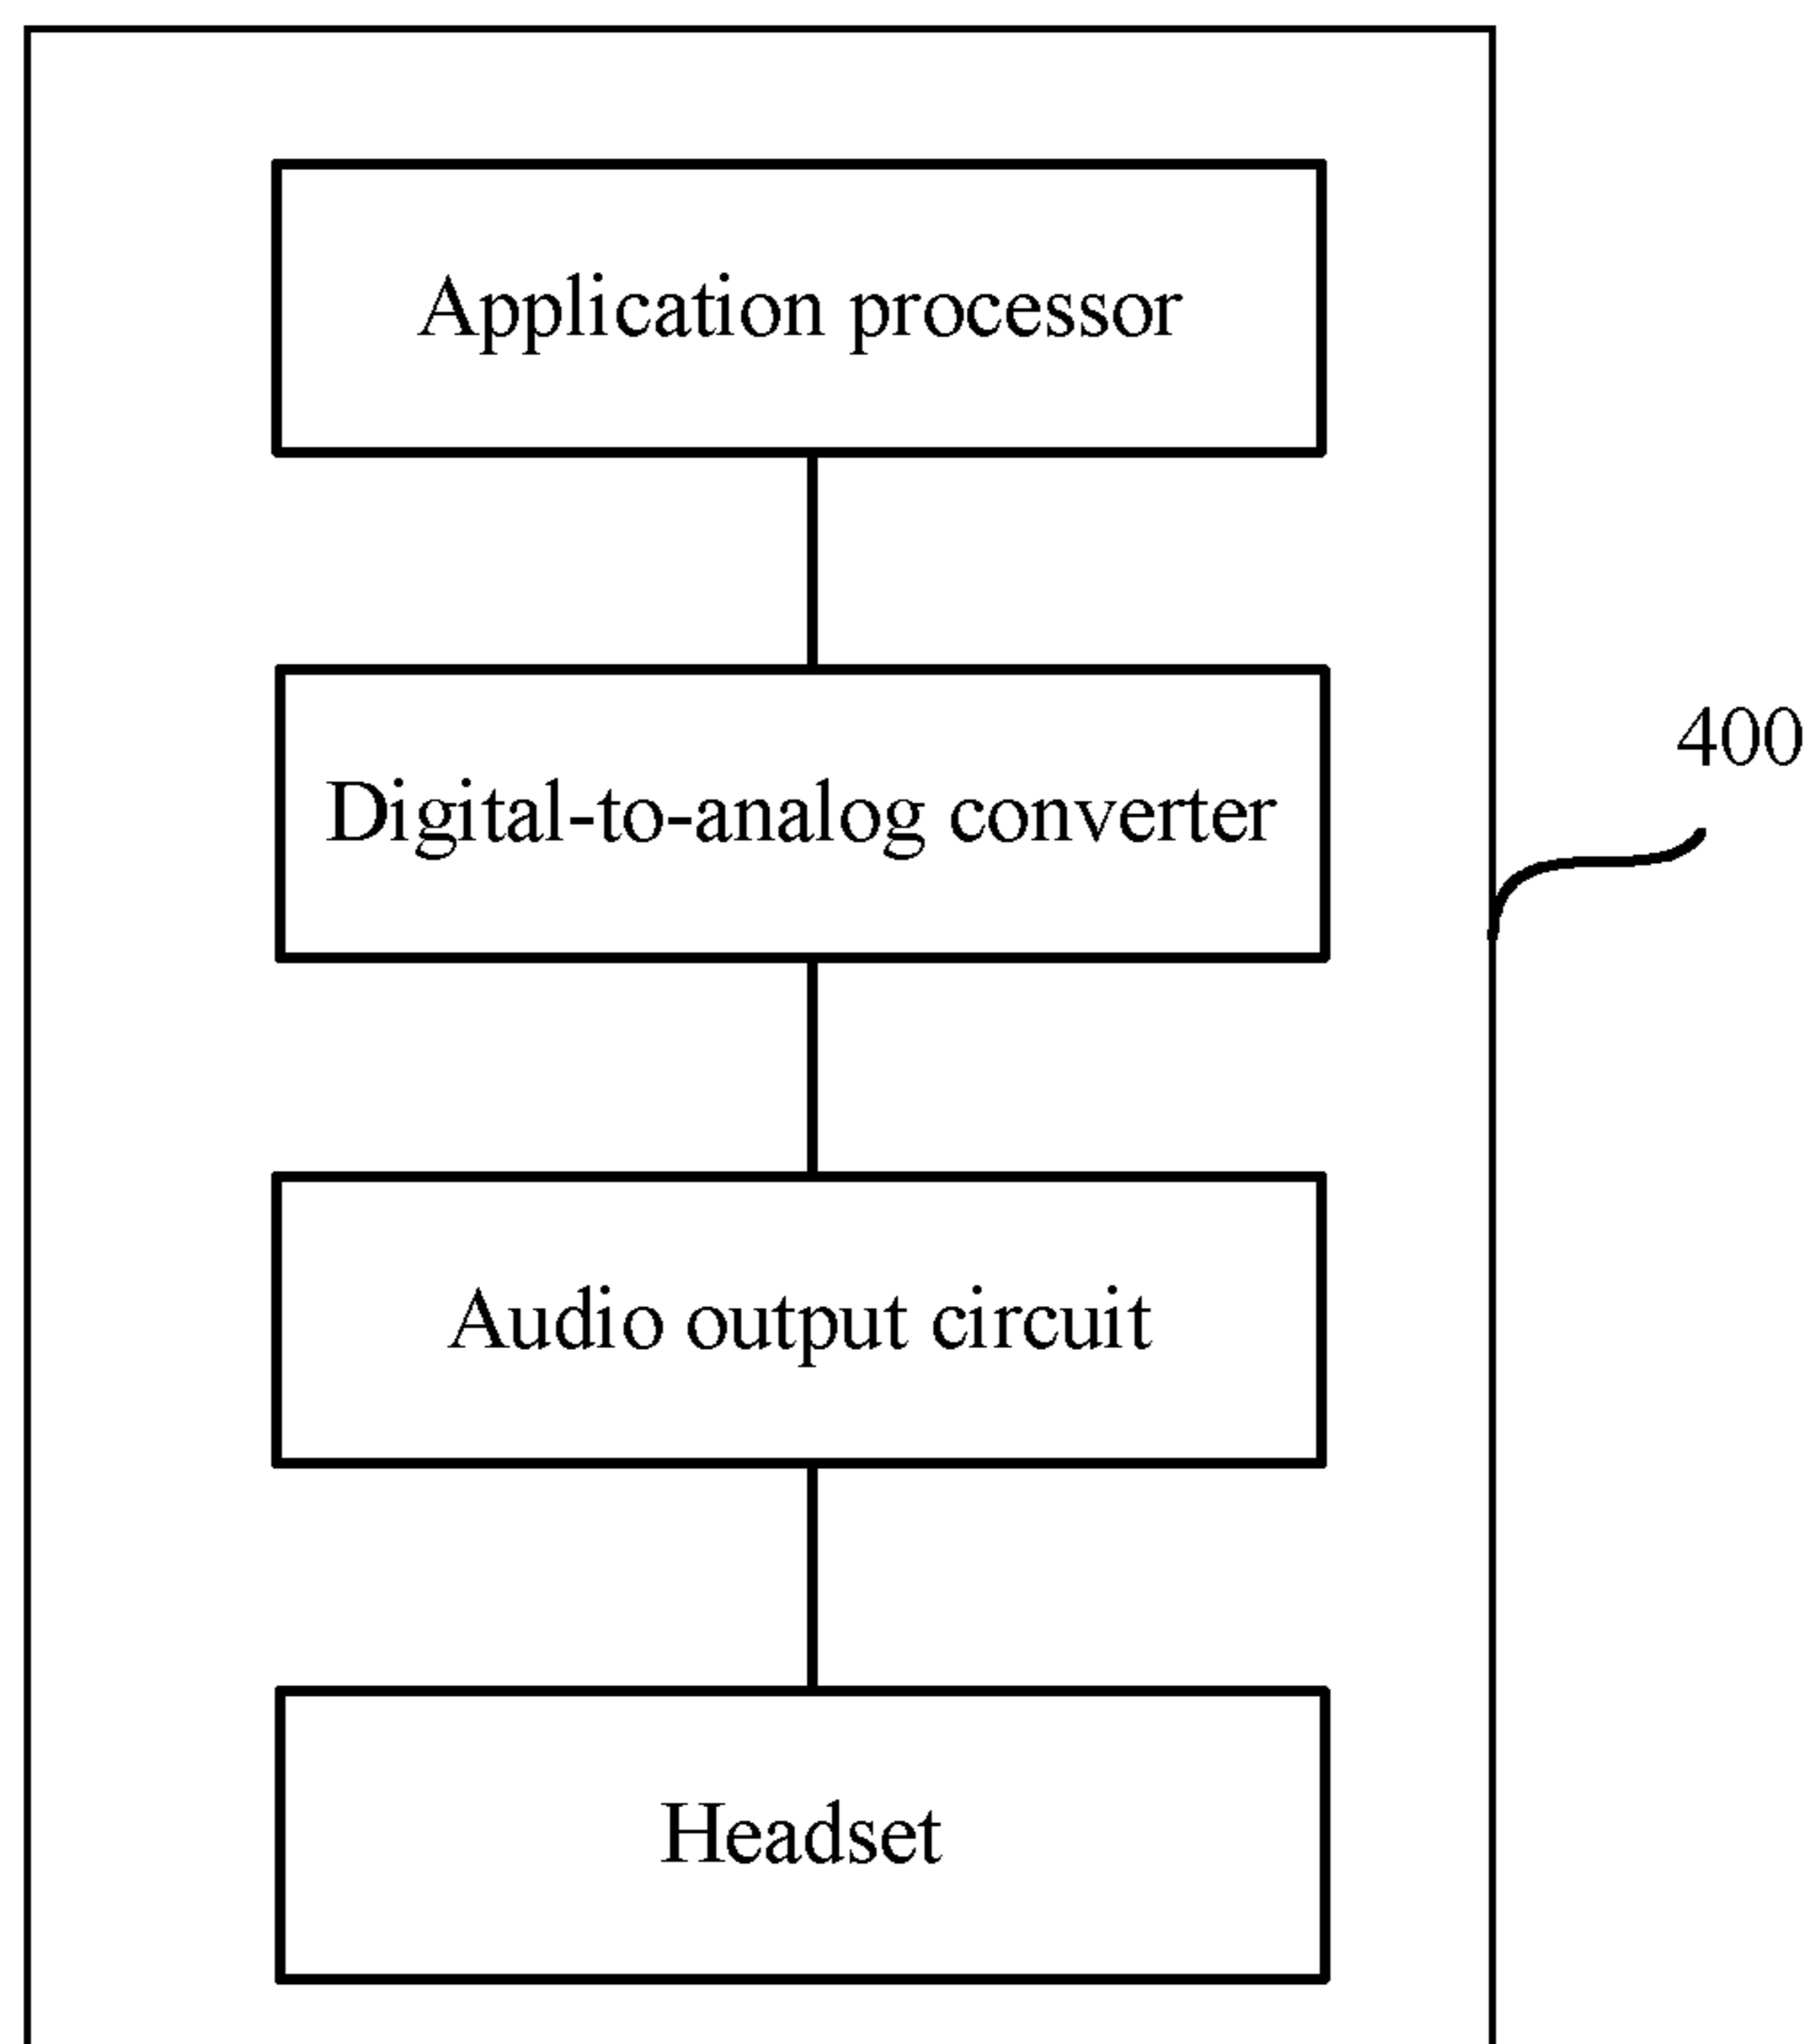 Application processor
Digital-to-analog converter
400
Audio output circuit
Headset